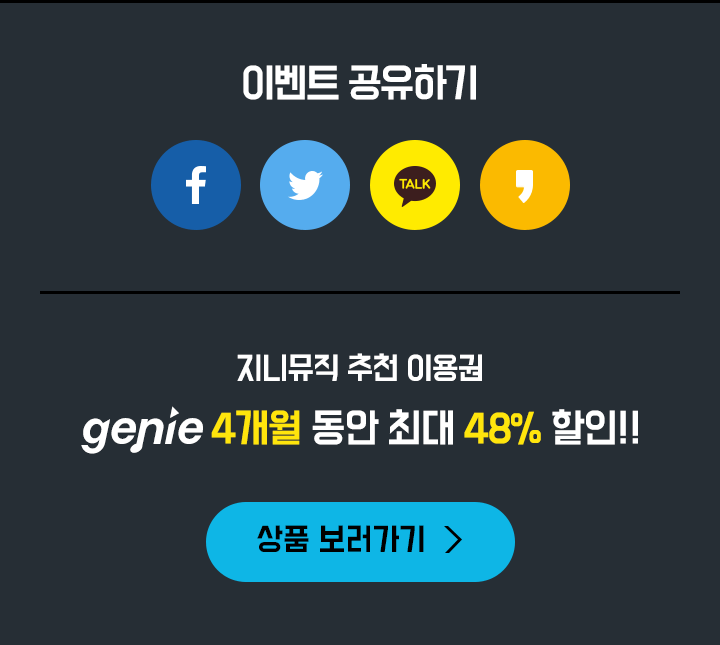 이벤트 공유하기
f
TALK
지니뮤직 추천 이용권
genie 4개월 동안 최대 48% 할인!!
상품 보러가기 >